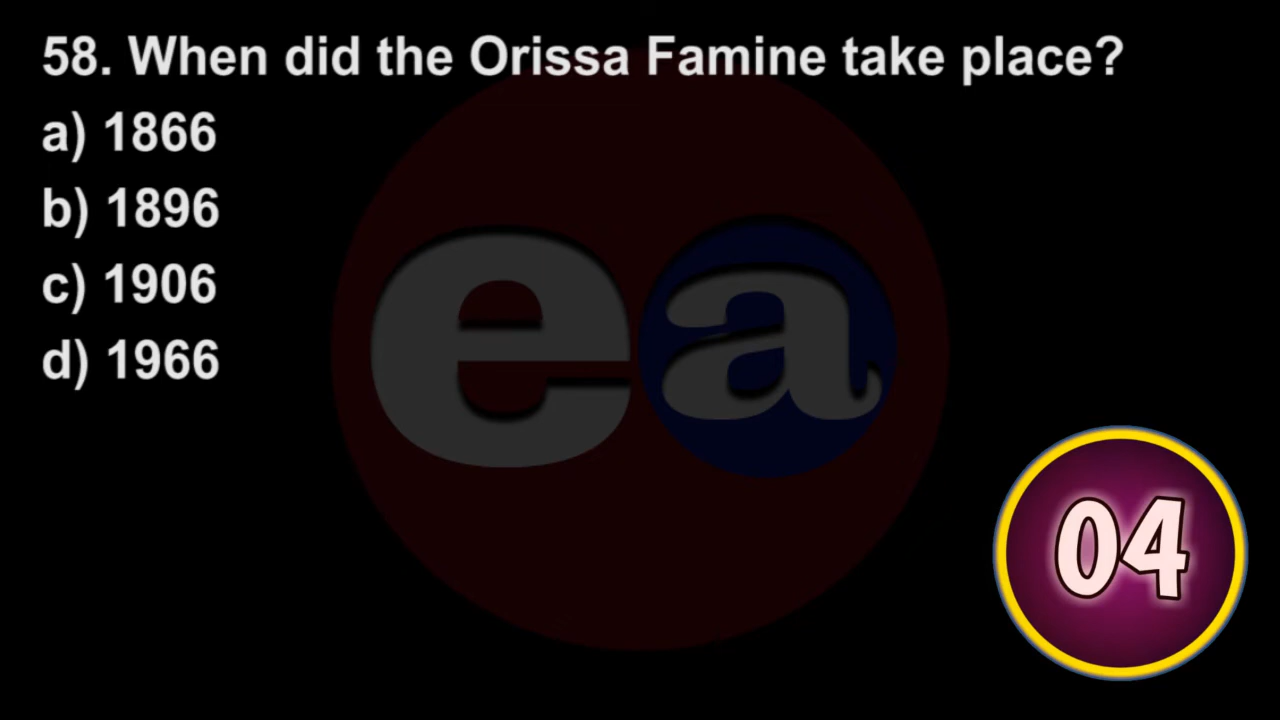 58. When did the Orissa Famine take place?
a) 1866
b) 1896
c) 1906
d) 1966
ea
04